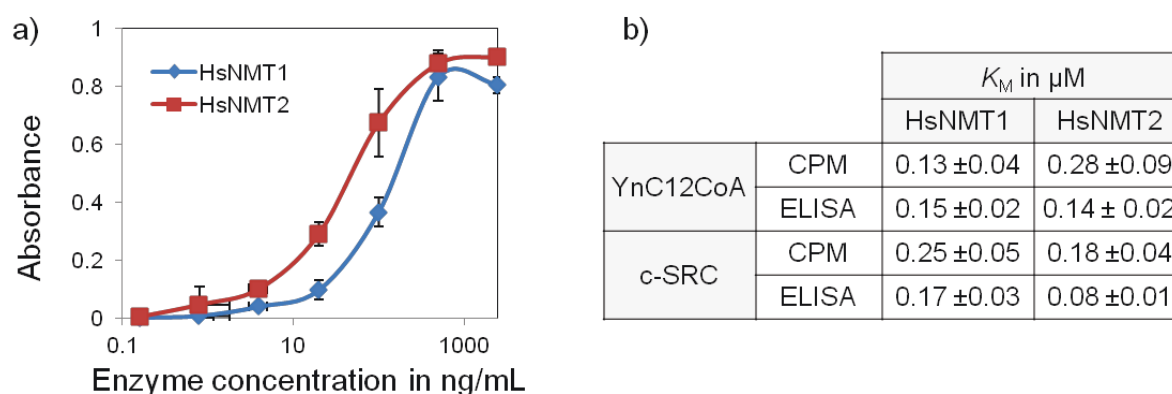 a)
1
0.8
0.6
0.4
0.2
0
HsNMT1
HsNMT2
Absorbance
0.1 10 1000
Enzyme concentration in ng/mL
b)
KM in µM
HsNMT1 HsNMT2
YnC12CoA CPM 0.13 ±0.04 0.28 ±0.09
ELISA 0.15 ±0.02 0.14 ± 0.02
c-SRC CPM 0.25 ±0.05 0.18 ±0.04
ELISA 0.17 ±0.03 0.08 ±0.01